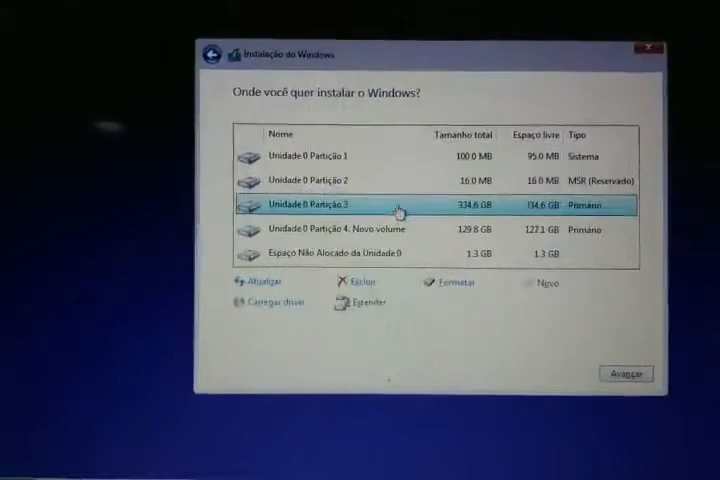 Instalação do Windows
Onde você quer instalar o Windows?
Nome Tamanho total Espaço livre Tipo
Unidade 0 Partição 1 100.0 MB 95.0 MB Sistema
Unidade 0 Partição 2 16.0 MB 16.0 MB MSR (Reservado)
Unidade 0 Partição 3 334.6 GB 134.6 GB Primário
Unidade 0 Partição 4: Novo volume 129.8 GB 127.1 GB Primário
Espaço Não Alocado da Unidade 0 1.3 GB 1.3 GB
Atualizar Excluir Formatar Novo
Carregar driver Estender
Avançar